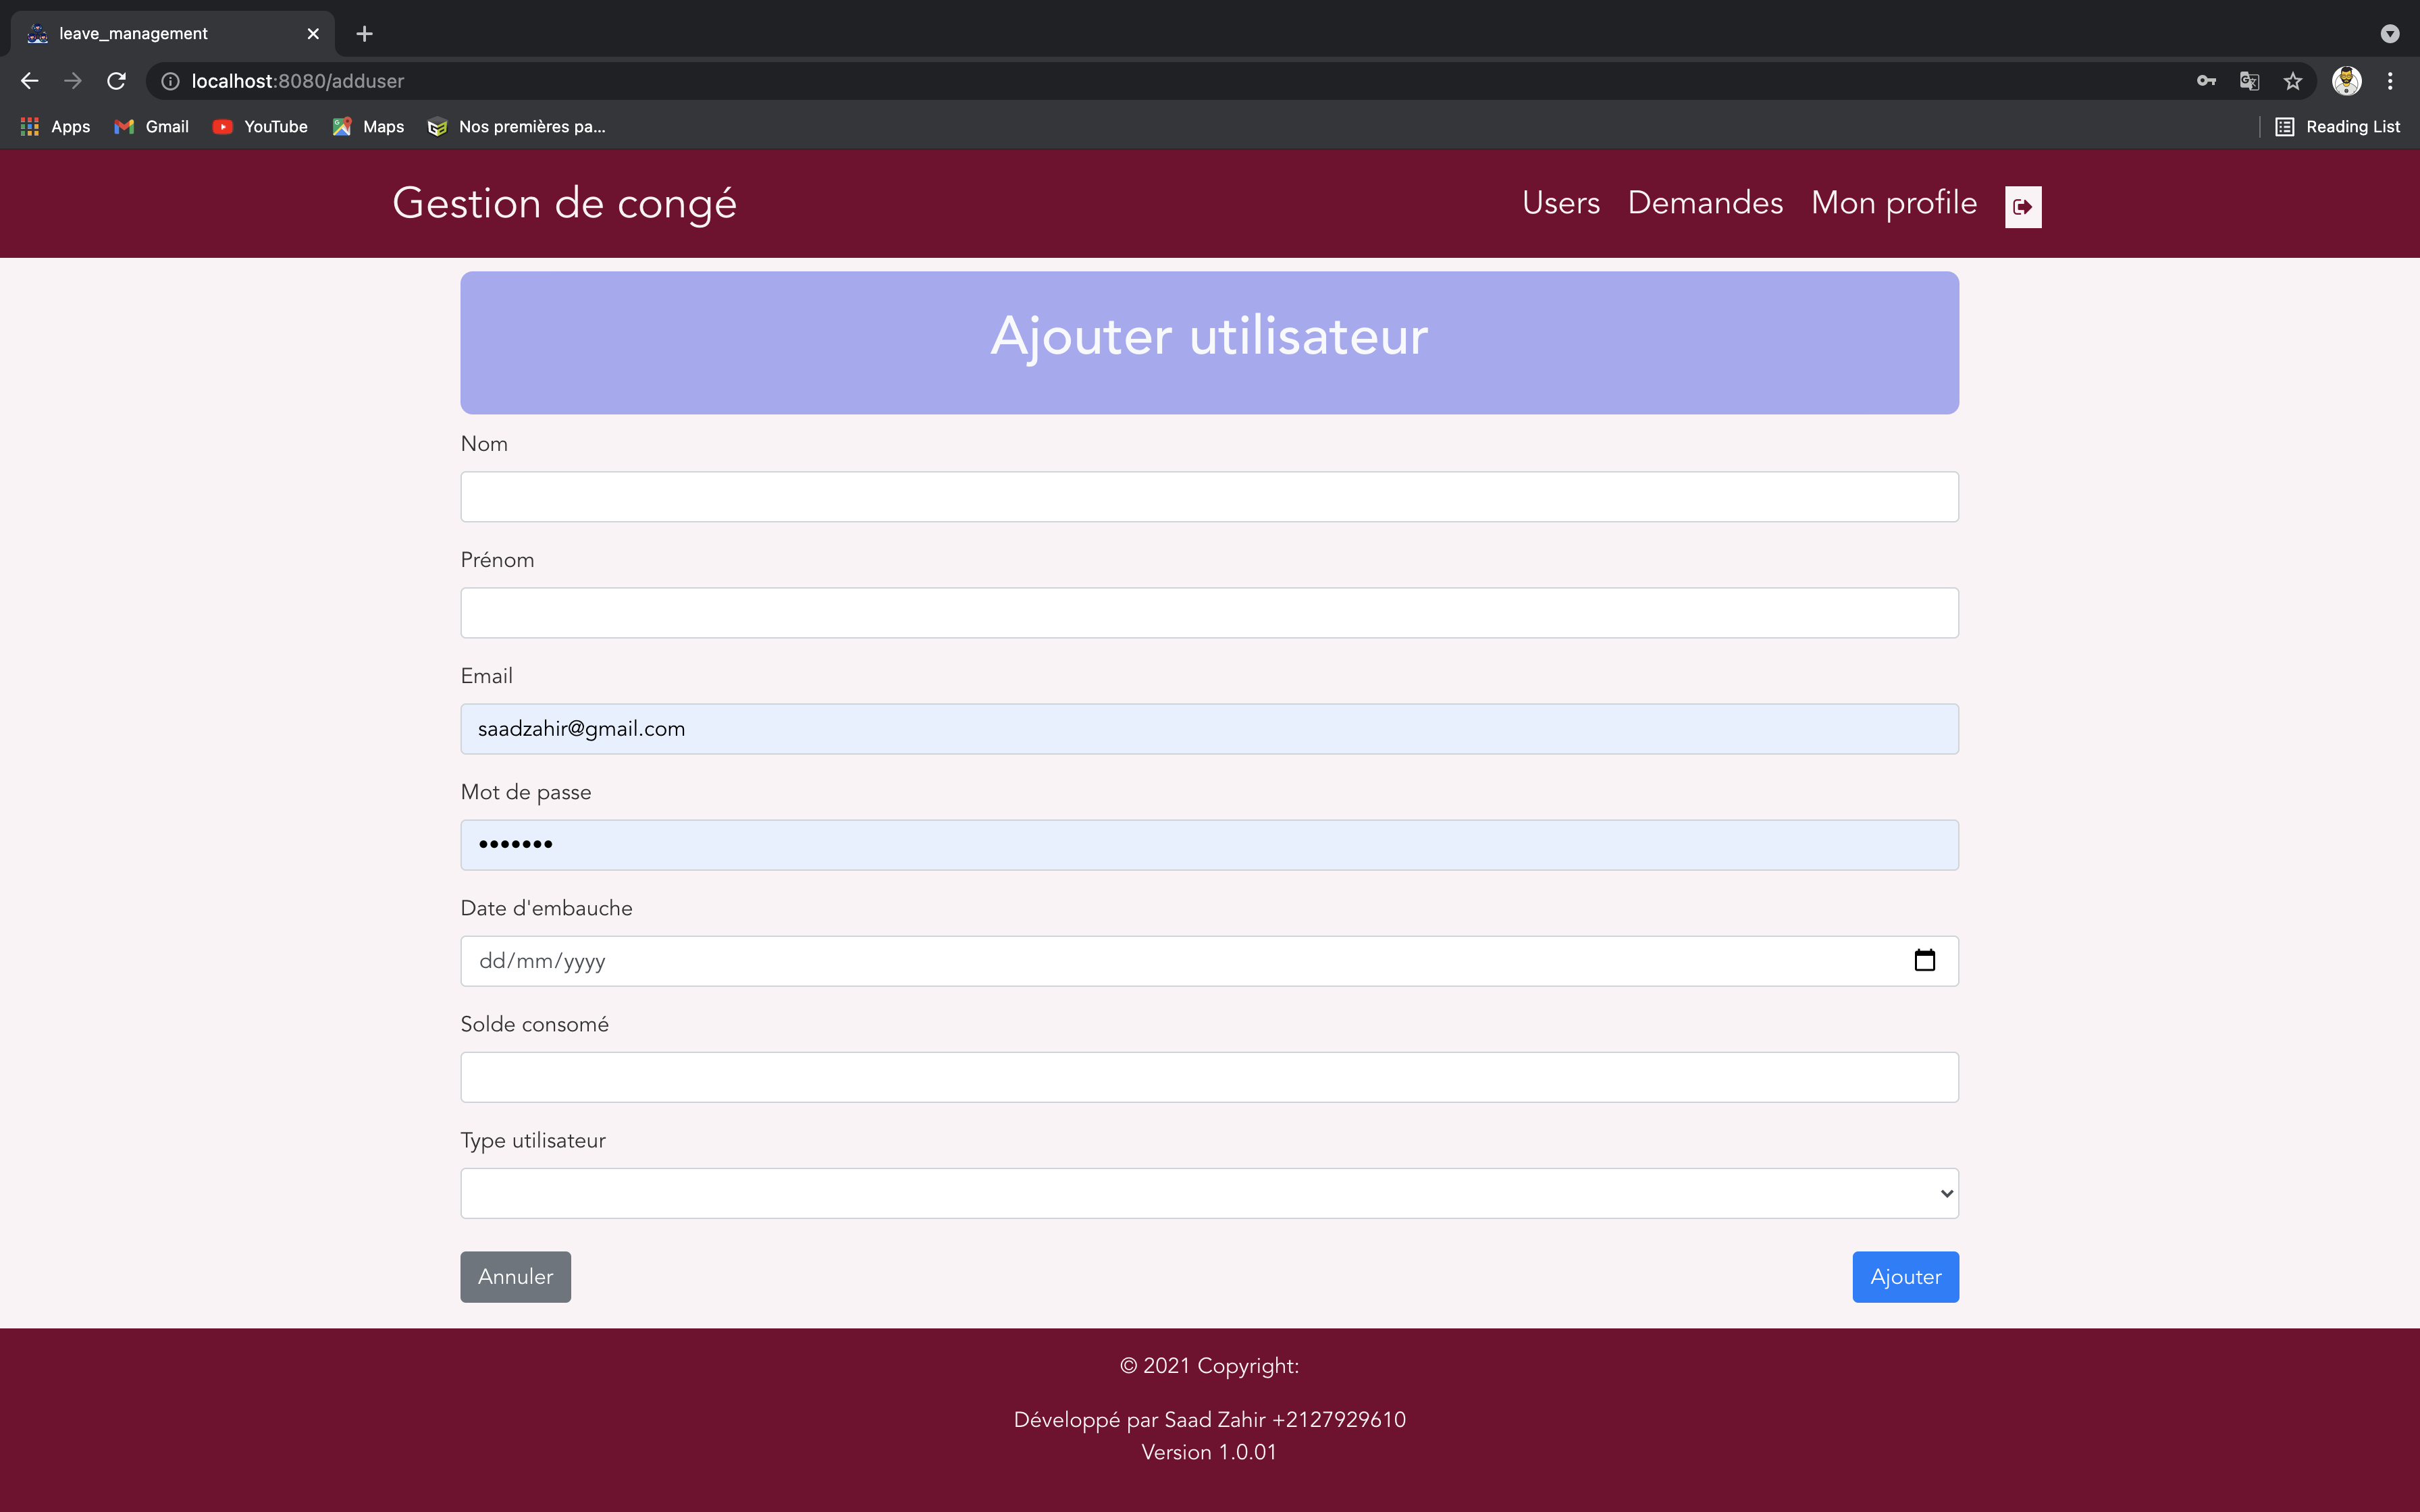 leave_management
localhost:8080/adduser
Apps Gmail YouTube Maps Nos premières pa... Reading List
Gestion de congé Users Demandes Mon profile
Ajouter utilisateur
Nom
Prénom
Email
saadzahir@gmail.com
Mot de passe
•••••••
Date d'embauche
dd/mm/yyyy
Solde consomé
Type utilisateur
Annuler Ajouter
© 2021 Copyright:
Développé par Saad Zahir +2127929610
Version 1.0.01